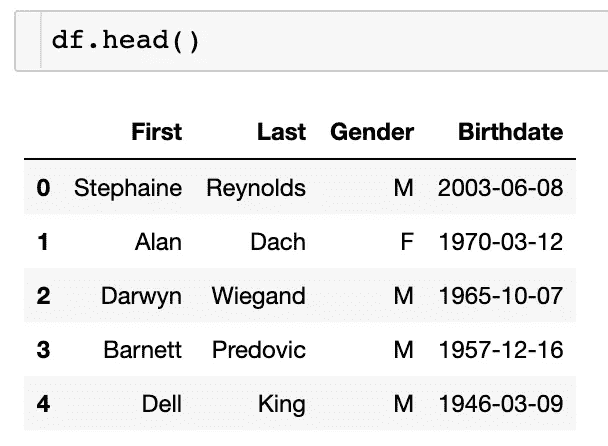 df.head()
First Last Gender Birthdate
0 Stephaine Reynolds M 2003-06-08
1 Alan Dach F 1970-03-12
2 Darwyn Wiegand M 1965-10-07
3 Barnett Predovic M 1957-12-16
4 Dell King M 1946-03-09